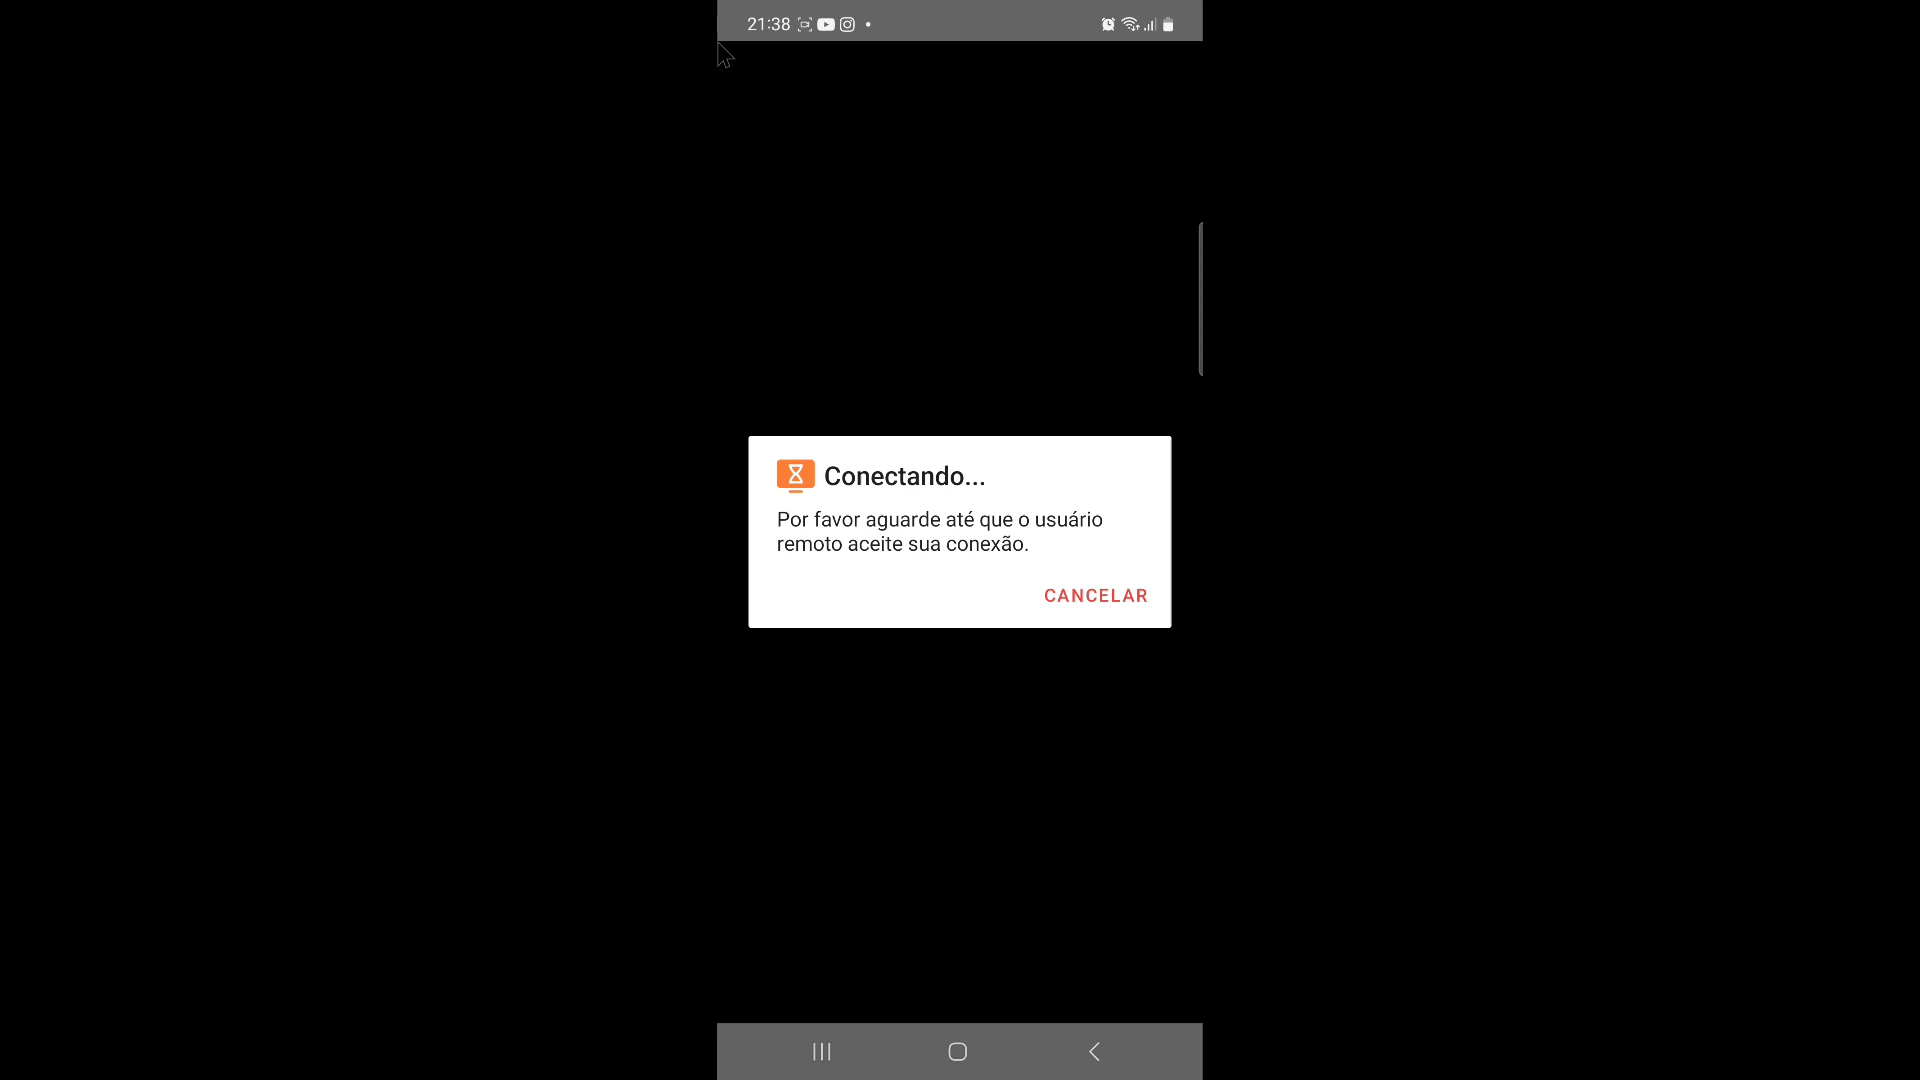 21:38
Conectando...
Por favor aguarde até que o usuário
remoto aceite sua conexão.
CANCELAR